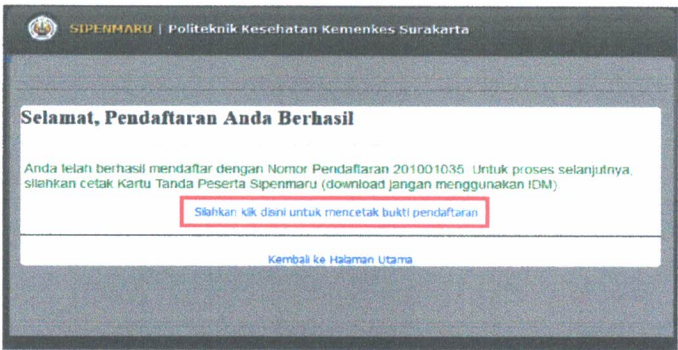 SIPENMARU | Politeknik Kesehatan Kemenkes Surakarta
Selamat, Pendaftaran Anda Berhasil
Anda telah berhasil mendaftar dengan Nomor Pendaftaran 201001035. Untuk proses selanjutnya,
silahkan cetak Kartu Tanda Peserta Sipenmaru (download jangan menggunakan IDM)
Silahkan klik disni untuk mencetak bukti pendaftaran
Kembali ke Halaman Utama